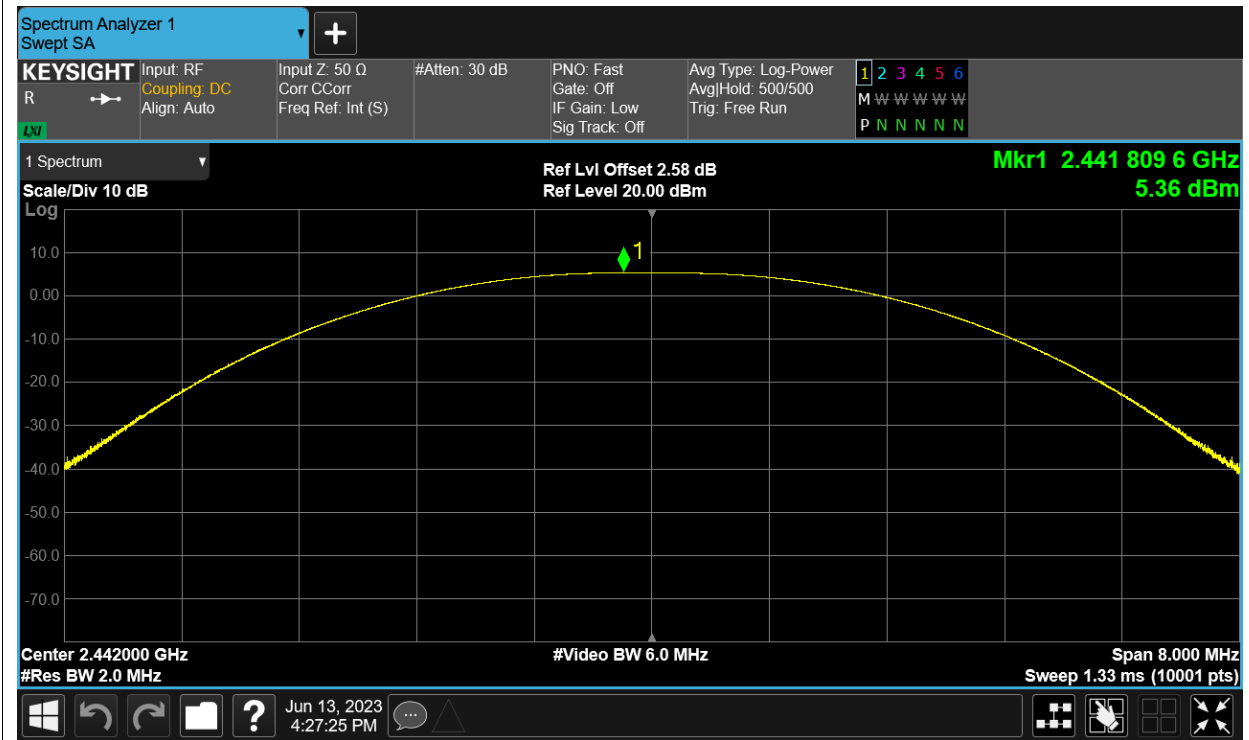 Spectrum Analyzer 1
Swept SA
+
KEYSIGHT
R
LXI
Input: RF
Coupling: DC
Align: Auto
Input Z: 50 Ω
Corr CCorr
Freq Ref: Int (S)
#Atten: 30 dB
PNO: Fast
Gate: Off
IF Gain: Low
Sig Track: Off
Avg Type: Log-Power
Avg|Hold: 500/500
Trig: Free Run
1 2 3 4 5 6
M W W W W W
P N N N N N
1 Spectrum
Scale/Div 10 dB
Ref Lvl Offset 2.58 dB
Ref Level 20.00 dBm
Mkr1 2.441 809 6 GHz
5.36 dBm
Log
10.0
0.00
-10.0
-20.0
-30.0
-40.0
-50.0
-60.0
-70.0
1
Center 2.442000 GHz
#Res BW 2.0 MHz
#Video BW 6.0 MHz
Span 8.000 MHz
Sweep 1.33 ms (10001 pts)
?
Jun 13, 2023
4:27:25 PM